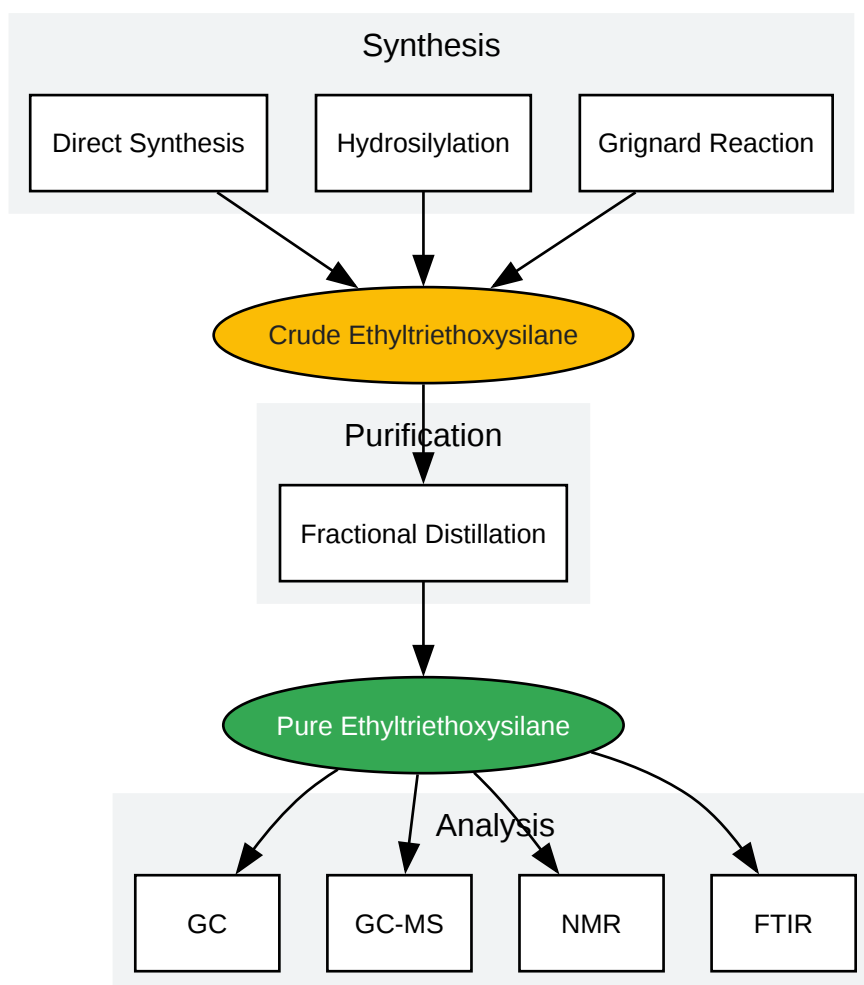 Synthesis
Direct Synthesis
Hydrosilylation
Grignard Reaction
Crude Ethyltriethoxysilane
Purification
Fractional Distillation
Pure Ethyltriethoxysilane
Analysis
GC
GC-MS
NMR
FTIR